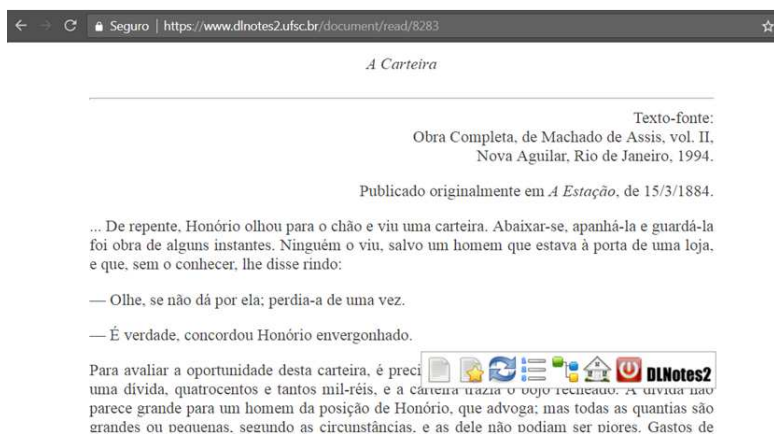 Seguro | https://www.dlnotes2.ufsc.br/document/read/8283
A Carteira
Texto-fonte:
Obra Completa, de Machado de Assis, vol. II,
Nova Aguilar, Rio de Janeiro, 1994.
Publicado originalmente em A Estação, de 15/3/1884.
... De repente, Honório olhou para o chão e viu uma carteira. Abaixar-se, apanhá-la e guardá-la
foi obra de alguns instantes. Ninguém o viu, salvo um homem que estava à porta de uma loja,
e que, sem o conhecer, lhe disse rindo:
— Olhe, se não dá por ela; perdia-a de uma vez.
— É verdade, concordou Honório envergonhado.
Para avaliar a oportunidade desta carteira, é preci
DLNotes2
uma dívida, quatrocentos e tantos mil-réis, e a carteira trazia o bojo recheado. A dívida não
parece grande para um homem da posição de Honório, que advoga; mas todas as quantias são
grandes ou pequenas, segundo as circunstâncias, e as dele não podiam ser piores. Gastos de